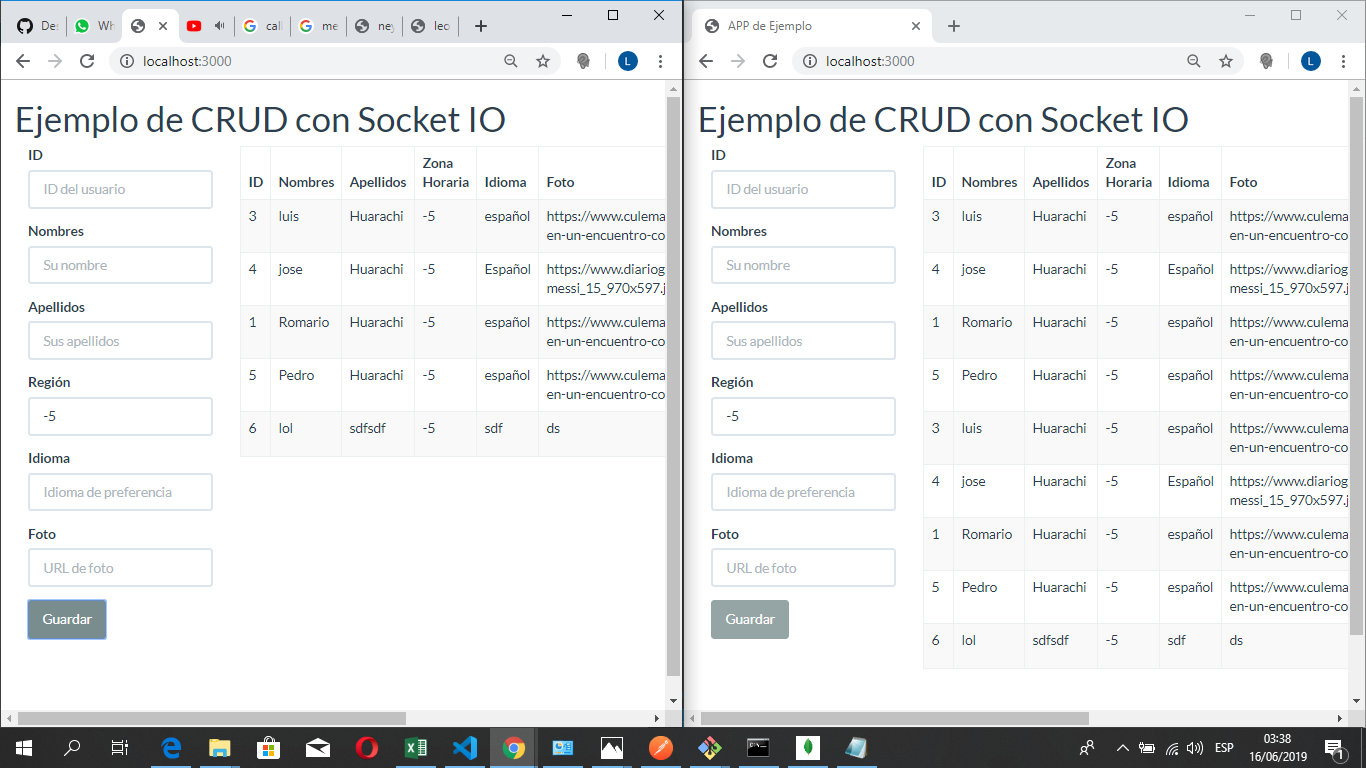 Des
Wh
cal
me
ney
leo
APP de Ejemplo
localhost:3000
L
localhost:3000
L
Ejemplo de CRUD con Socket IO
ID
ID del usuario
Nombres
Su nombre
Apellidos
Sus apellidos
Región
-5
Idioma
Idioma de preferencia
Foto
URL de foto
Guardar
ID Nombres Apellidos Zona Horaria Idioma Foto
3 luis Huarachi -5 español https://www.culema
en-un-encuentro-co
4 jose Huarachi -5 Español https://www.diariog
messi_15_970x597.j
1 Romario Huarachi -5 español https://www.culema
en-un-encuentro-co
5 Pedro Huarachi -5 español https://www.culema
en-un-encuentro-co
6 lol sdfsdf -5 sdf ds
Ejemplo de CRUD con Socket IO
ID
ID del usuario
Nombres
Su nombre
Apellidos
Sus apellidos
Región
-5
Idioma
Idioma de preferencia
Foto
URL de foto
Guardar
ID Nombres Apellidos Zona Horaria Idioma Foto
3 luis Huarachi -5 español https://www.culema
en-un-encuentro-co
4 jose Huarachi -5 Español https://www.diariog
messi_15_970x597.j
1 Romario Huarachi -5 español https://www.culema
en-un-encuentro-co
5 Pedro Huarachi -5 español https://www.culema
en-un-encuentro-co
3 luis Huarachi -5 español https://www.culema
en-un-encuentro-co
4 jose Huarachi -5 Español https://www.diariog
messi_15_970x597.j
1 Romario Huarachi -5 español https://www.culema
en-un-encuentro-co
5 Pedro Huarachi -5 español https://www.culema
en-un-encuentro-co
6 lol sdfsdf -5 sdf ds
ESP
03:38
16/06/2019
1